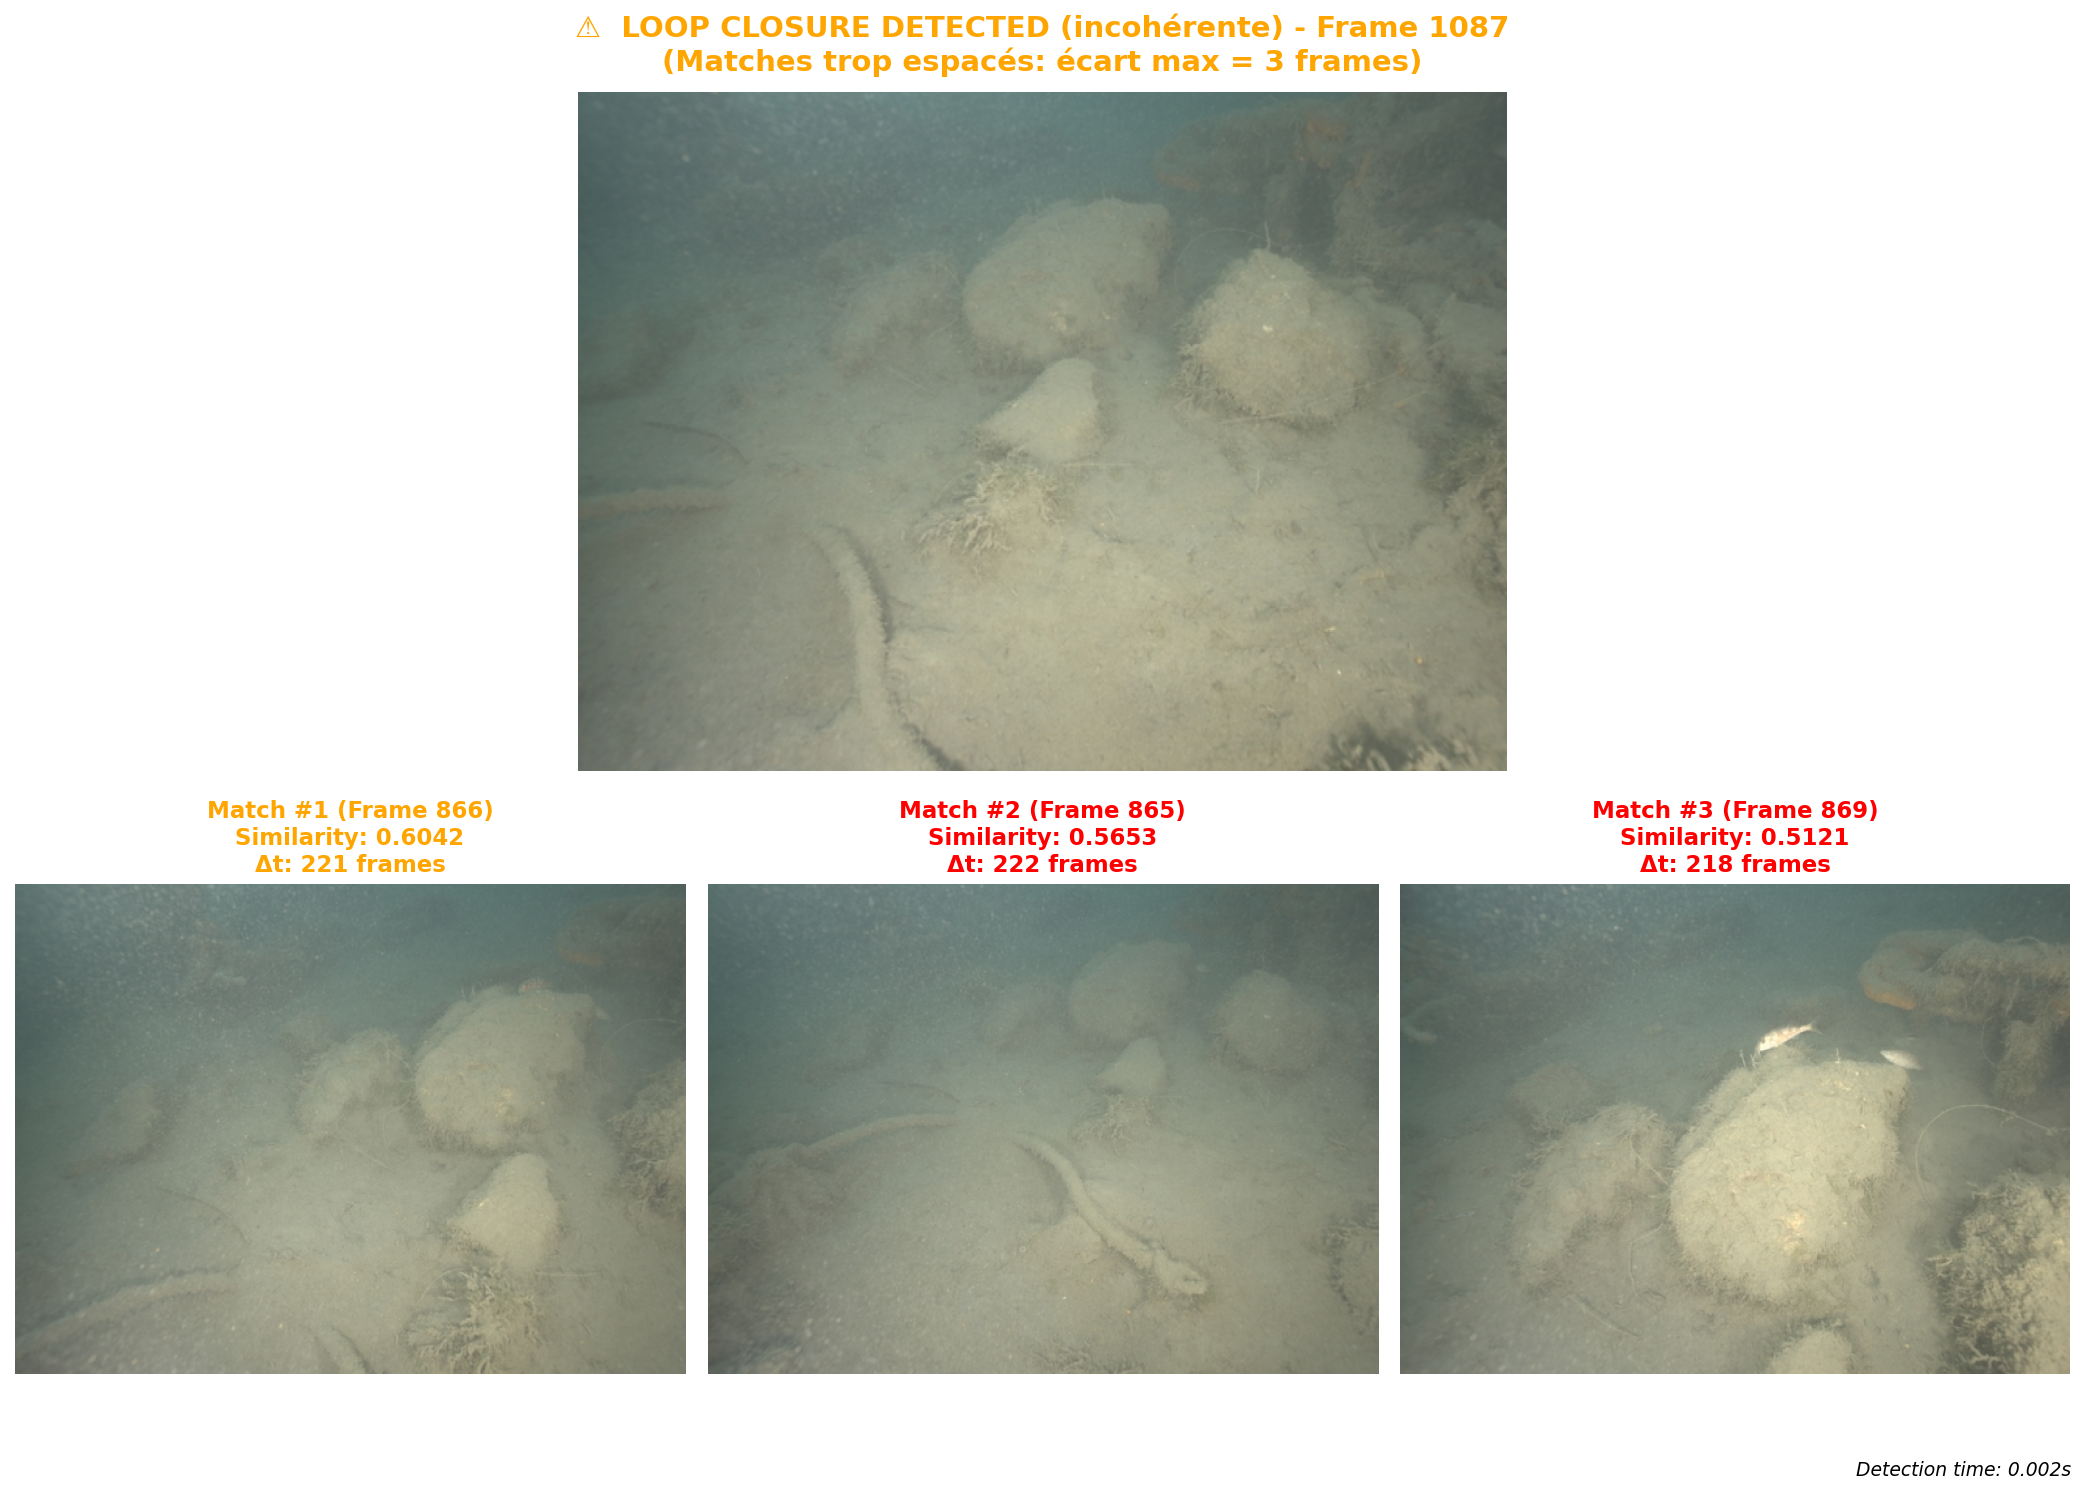 ⚠ LOOP CLOSURE DETECTED (incohérente) - Frame 1087
(Matches trop espacés: écart max = 3 frames)
Match #1 (Frame 866)
Similarity: 0.6042
Δt: 221 frames
Match #2 (Frame 865)
Similarity: 0.5653
Δt: 222 frames
Match #3 (Frame 869)
Similarity: 0.5121
Δt: 218 frames
Detection time: 0.002s